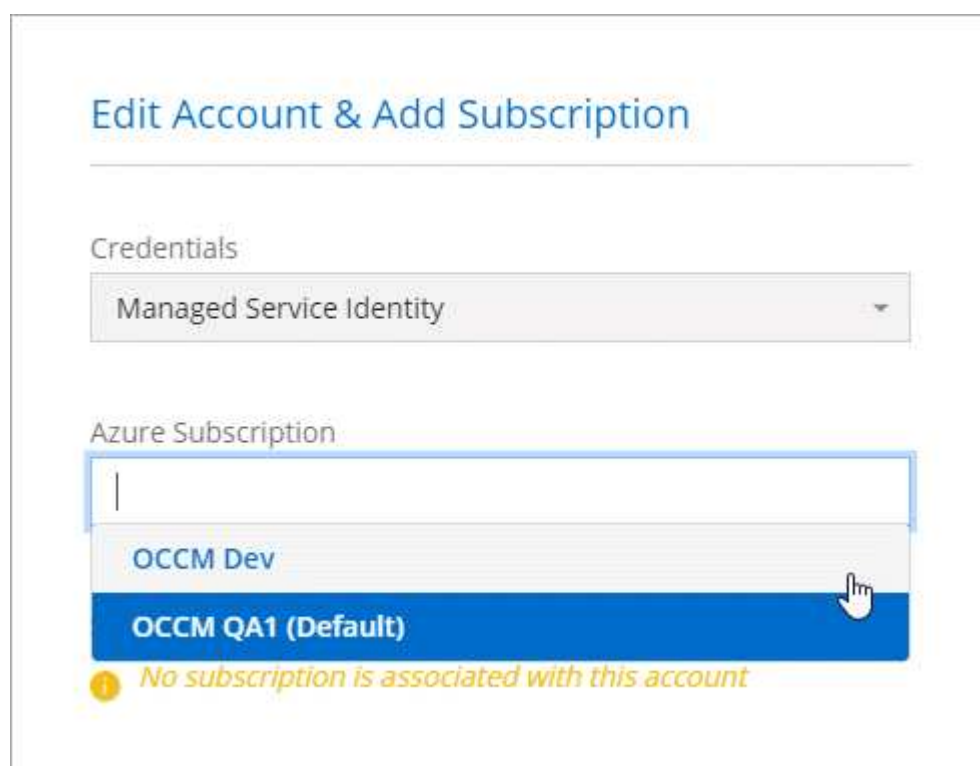 Edit Account & Add Subscription
Credentials
Managed Service Identity
Azure Subscription
OCCM Dev
OCCM QA1 (Default)
No subscription is associated with this account